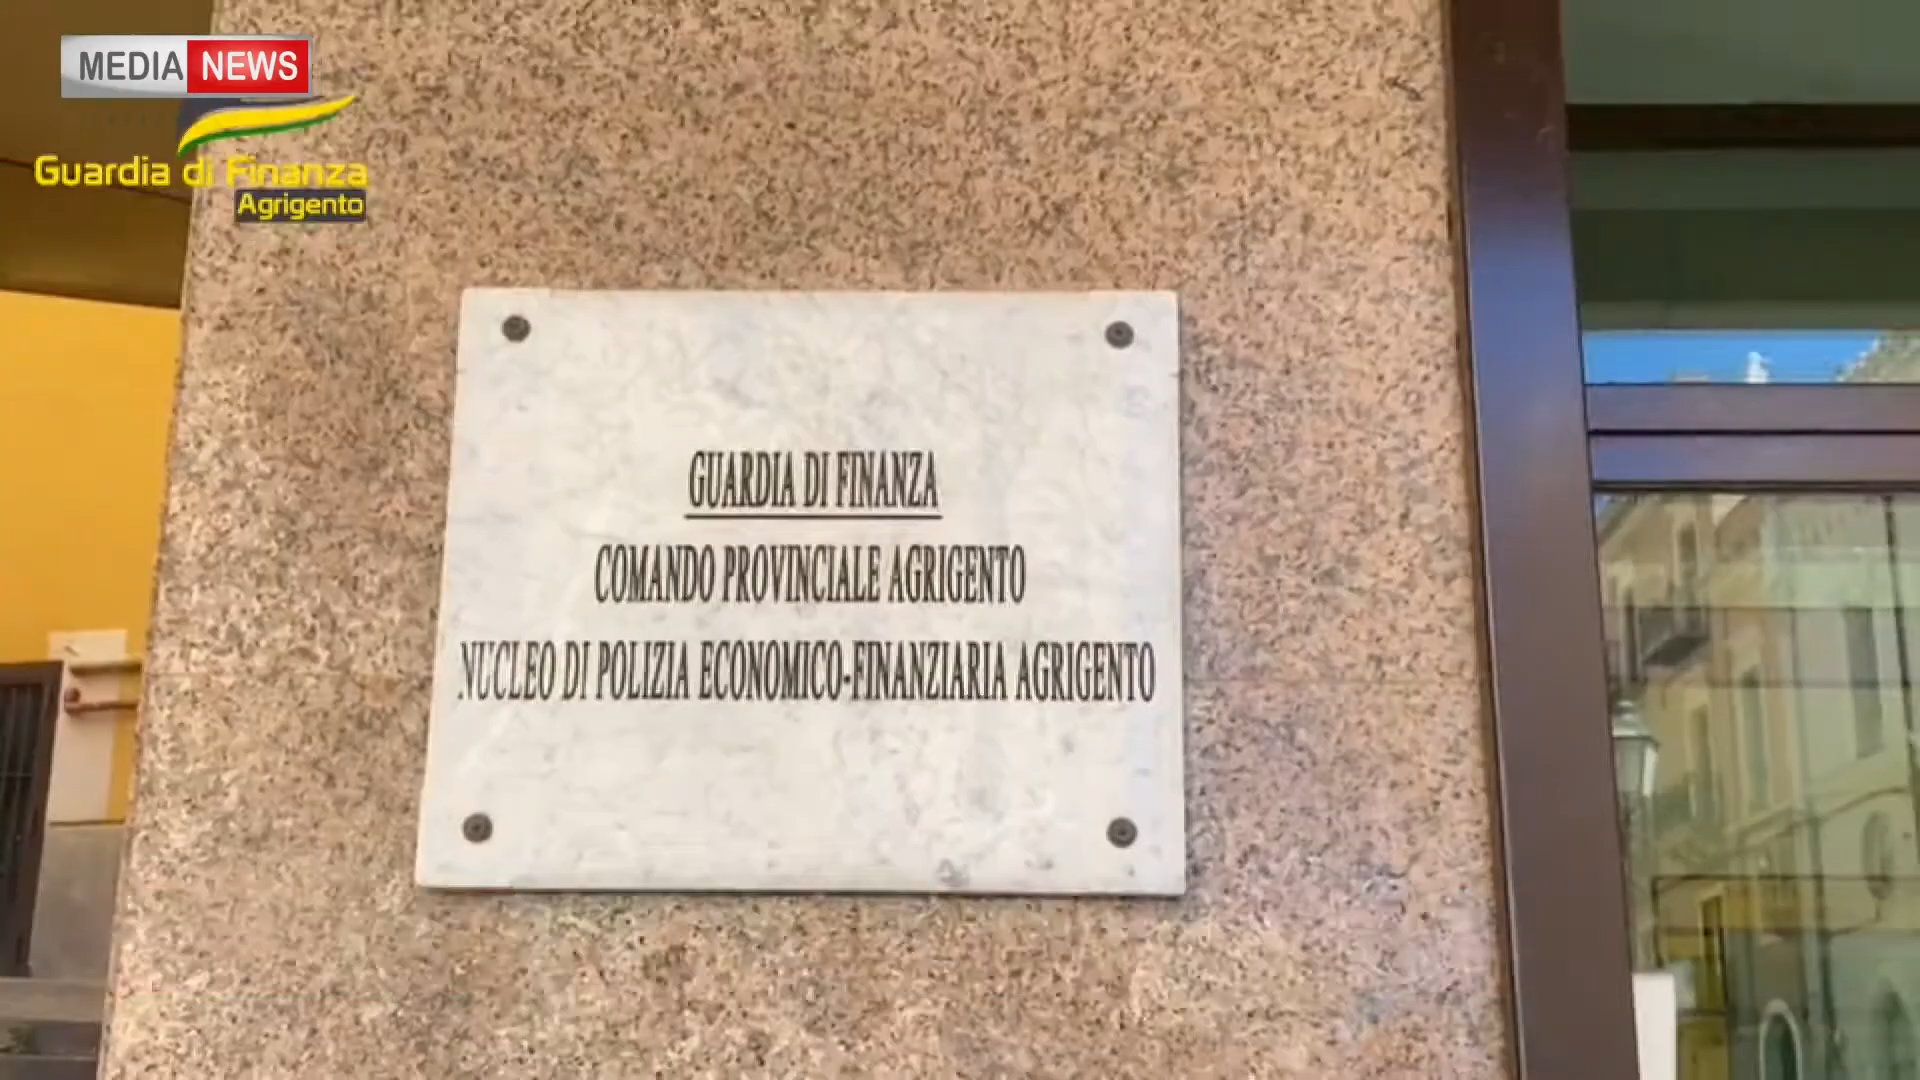 MEDIA NEWS
Guardia di Finanza
Agrigento
GUARDIA DI FINANZA
COMANDO PROVINCIALE AGRIGENTO
NUCLEO DI POLIZIA ECONOMICO-FINANZIARIA AGRIGENTO